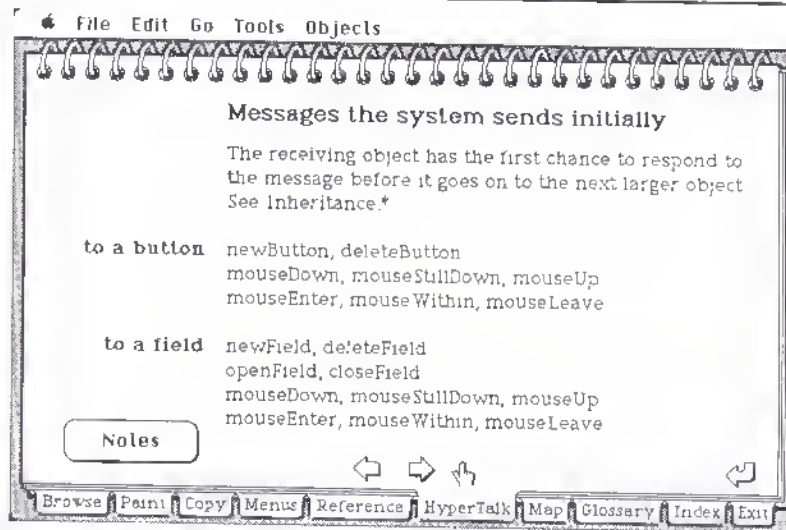 File Edit Go Tools Objects
Messages the system sends initially
The receiving object has the first chance to respond to
the message before it goes on to the next larger object
See Inheritance.*
to a button newButton, deleteButton
mouseDown, mouseStillDown, mouseUp
mouseEnter, mouseWithin, mouseLeave
to a field newField, deleteField
openField, closeField
mouseDown, mouseStillDown, mouseUp
mouseEnter, mouseWithin, mouseLeave
Notes
Browse Paint Copy Menus Reference HyperTalk Map Glossary Index Exit